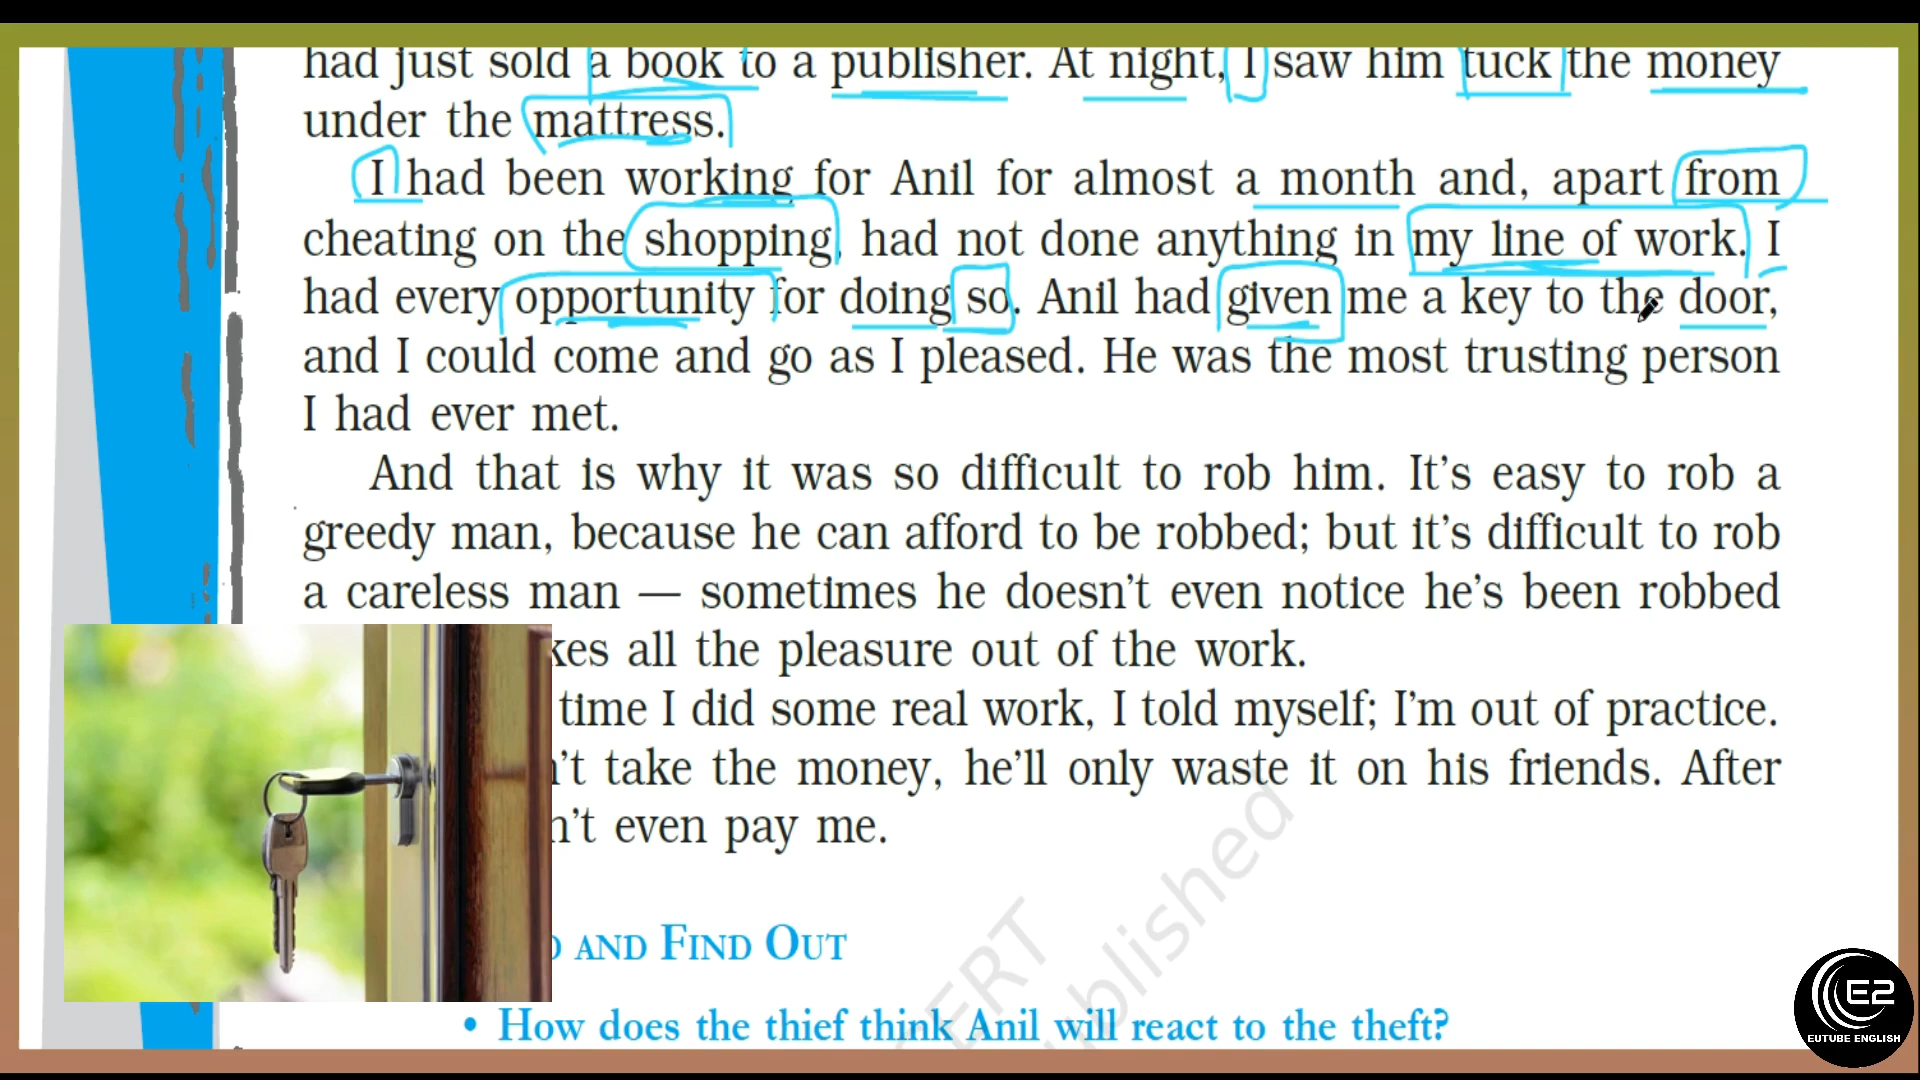 had just sold a book to a publisher. At night, I saw him tuck the money
under the mattress.
I had been working for Anil for almost a month and, apart from
cheating on the shopping, had not done anything in my line of work. I
had every opportunity for doing so. Anil had given me a key to the door,
and I could come and go as I pleased. He was the most trusting person
I had ever met.
And that is why it was so difficult to rob him. It's easy to rob a
greedy man, because he can afford to be robbed; but it's difficult to rob
a careless man — sometimes he doesn't even notice he's been robbed
kes all the pleasure out of the work.
time I did some real work, I told myself; I'm out of practice.
n't take the money, he'll only waste it on his friends. After
n't even pay me.
D AND FIND OUT
• How does the thief think Anil will react to the theft?
E2
EUTUBE ENGLISH